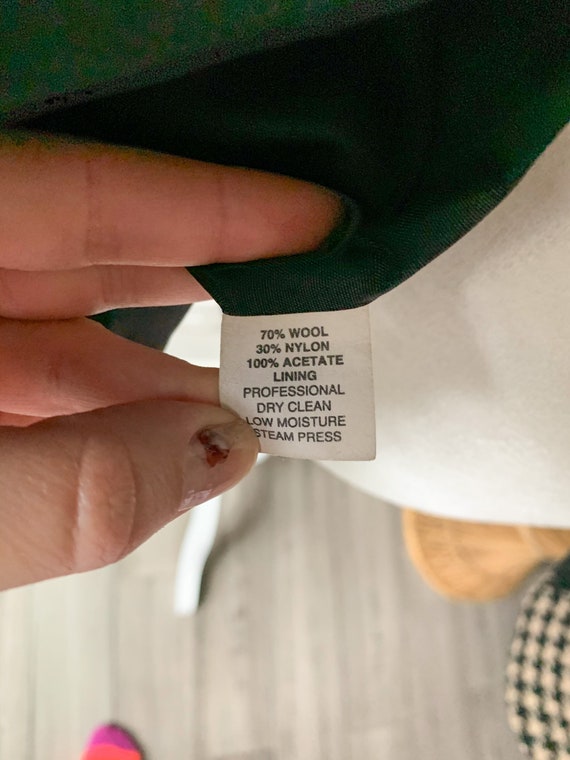 70% WOOL
30% NYLON
100% ACETATE
LINING
PROFESSIONAL
DRY CLEAN
LOW MOISTURE
STEAM PRESS